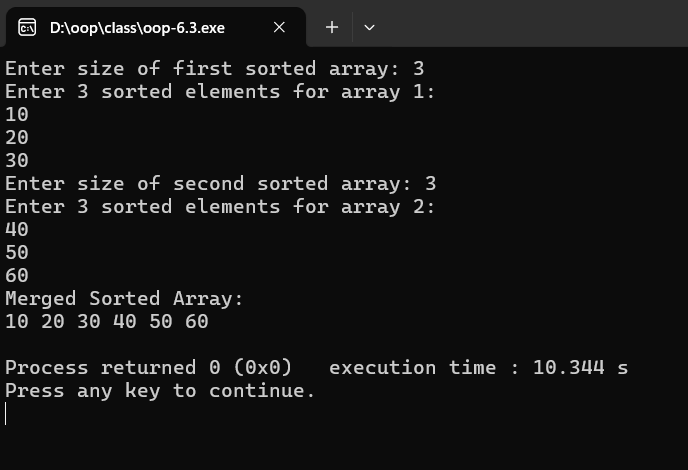 D:\oop\class\oop-6.3.exe
Enter size of first sorted array: 3
Enter 3 sorted elements for array 1:
10
20
30
Enter size of second sorted array: 3
Enter 3 sorted elements for array 2:
40
50
60
Merged Sorted Array:
10 20 30 40 50 60
Process returned 0 (0x0)   execution time : 10.344 s
Press any key to continue.